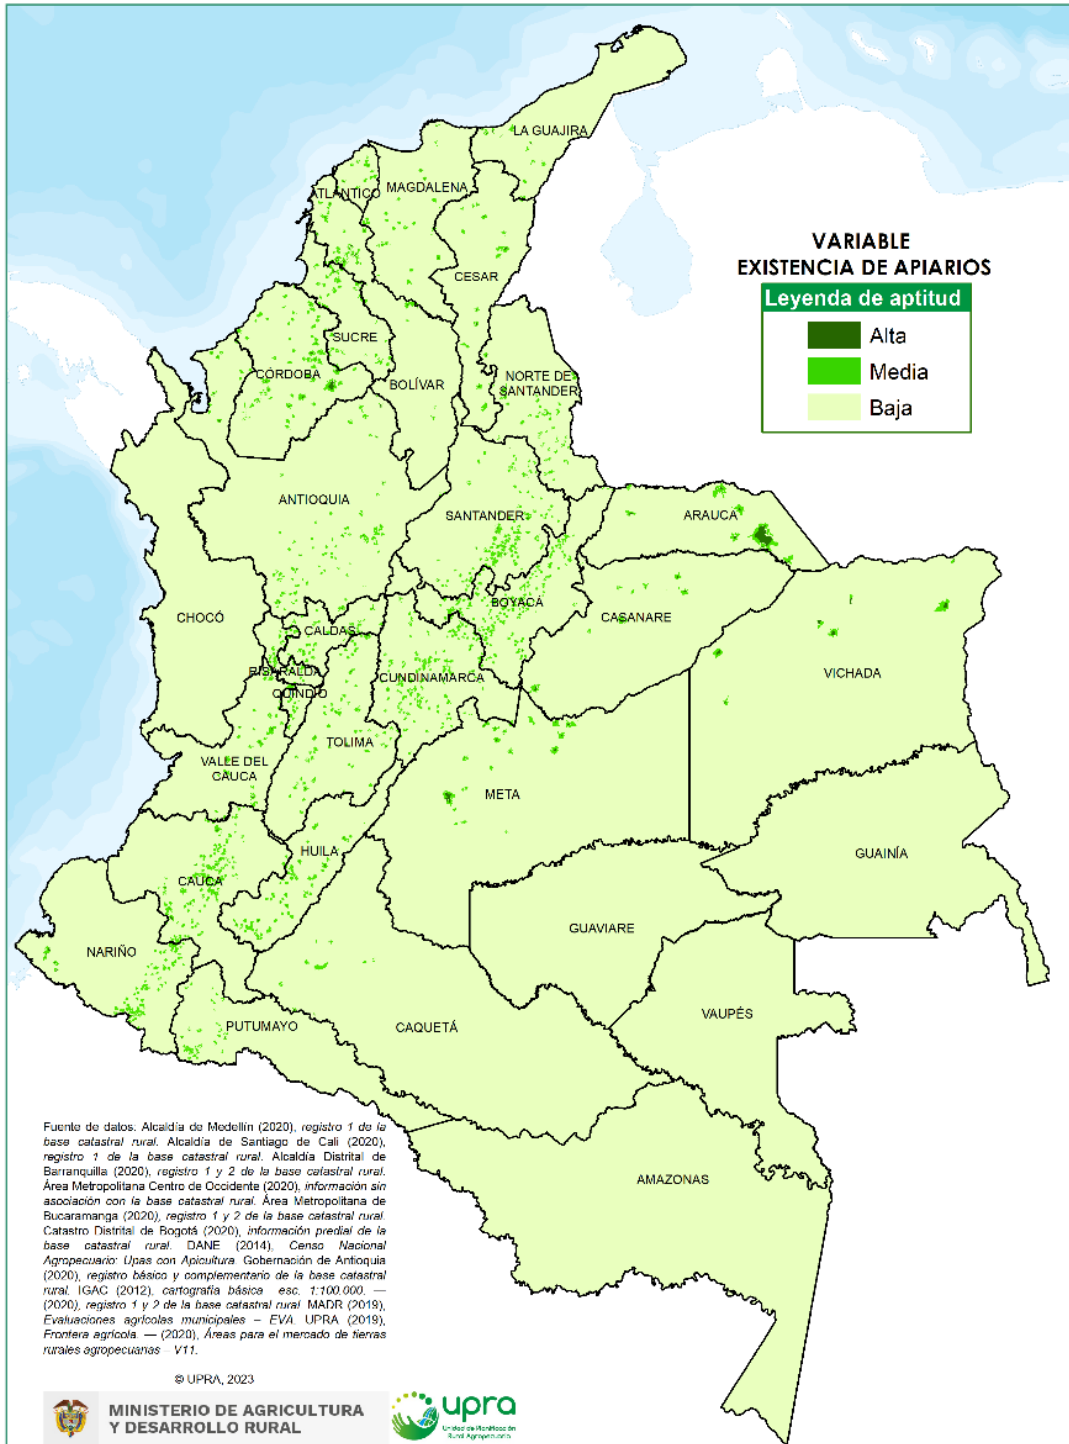 LA GUAJIRA
ATLÁNTICO
MAGDALENA
VARIABLE
EXISTENCIA DE APIARIOS
Leyenda de aptitud
Alta
Media
Baja
CESAR
SUCRE
CÓRDOBA
BOLÍVAR
NORTE DE
SANTANDER
ANTIOQUIA
SANTANDER
ARAUCA
CHOCÓ
CALDAS
BOYACÁ
CASANARE
RISARALDA
CUNDINAMARCA
VICHADA
QUINDIO
TOLIMA
VALLE DEL
CAUCA
META
HUILA
GUAINÍA
CAUCA
GUAVIARE
NARIÑO
VAUPÉS
PUTUMAYO
CAQUETÁ
AMAZONAS
Fuente de datos: Alcaldía de Medellín (2020), registro 1 de la
base catastral rural. Alcaldía de Santiago de Cali (2020),
registro 1 de la base catastral rural. Alcaldía Distrital de
Barranquilla (2020), registro 1 y 2 de la base catastral rural.
Área Metropolitana Centro de Occidente (2020), información sin
asociación con la base catastral rural. Área Metropolitana de
Bucaramanga (2020), registro 1 y 2 de la base catastral rural.
Catastro Distrital de Bogotá (2020), información predial de la
base catastral rural. DANE (2014), Censo Nacional
Agropecuario: Upas con Apicultura. Gobernación de Antioquia
(2020), registro básico y complementario de la base catastral
rural. IGAC (2012), cartografía básica esc. 1:100.000. —
(2020), registro 1 y 2 de la base catastral rural. MADR (2019),
Evaluaciones agrícolas municipales – EVA. UPRA (2019),
Frontera agrícola. — (2020), Áreas para el mercado de tierras
rurales agropecuarias – V11.
© UPRA, 2023
MINISTERIO DE AGRICULTURA
Y DESARROLLO RURAL
upra
Unidad de Planificación
Rural Agropecuaria